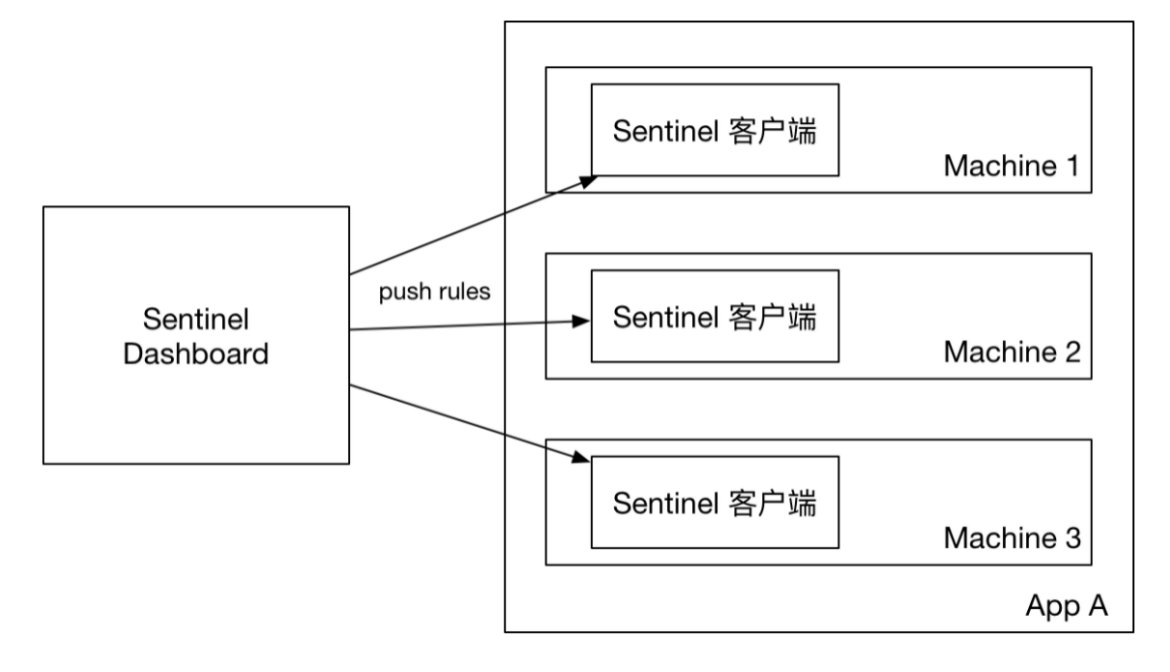 Sentinel
Dashboard
push rules
Sentinel 客户端
Machine 1
Sentinel 客户端
Machine 2
Sentinel 客户端
Machine 3
App A